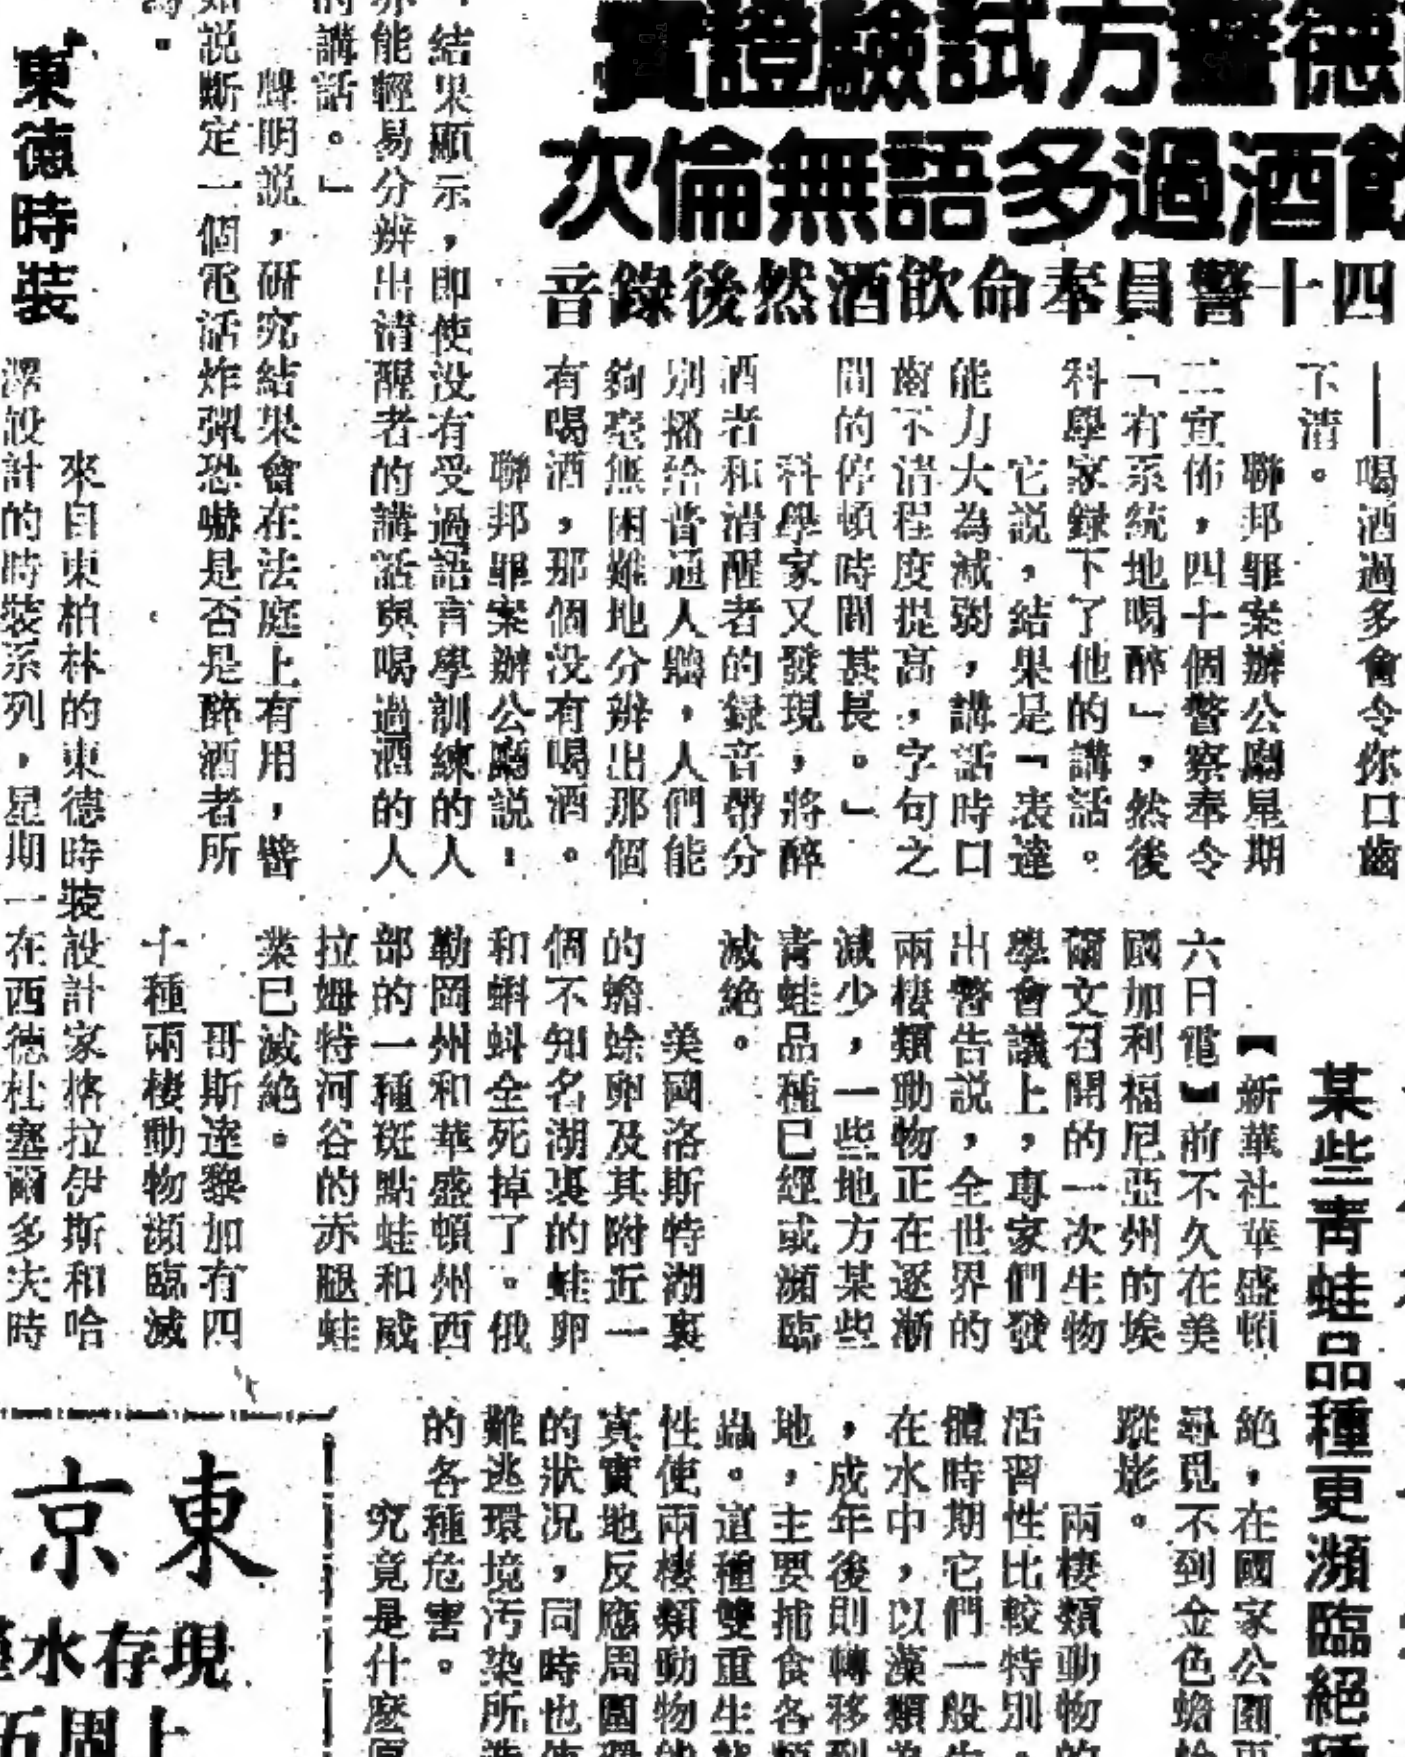 德警方試驗證實
飲酒過多語無倫次
四十警員奉命飲酒然後錄音
——喝酒過多會令你口齒
不清。
聯邦罪案辦公廳星期
二宣佈，四十個警察奉令
「有系統地喝醉」，然後
科學家錄下了他的講話。
它説，結果是「表達
能力大為減弱，講話時口
齒不清程度提高，字句之
間的停頓時間甚長。」
科學家又發現，將醉
酒者和清醒者的録音帶分
別播給普通人聽，人們能
夠毫無困難地分辨出那個
有喝酒，那個没有喝酒。
聯邦罪案辦公廳説：
，結果顯示，即使没有受過語言學訓練的人
亦能輕易分辨出清醒者的講話與喝過酒的人
的講話。」
聲明説，研究結果會在法庭上有用，譬
如説斷定一個電話炸彈恐嚇是否是醉酒者所
為。
某些青蛙品種更瀕臨絕種
【新華社華盛頓
六日電】前不久在美
國加利福尼亞州的埃
爾文召開的一次生物
學會議上，專家們發
出警告説，全世界的
兩棲類動物正在逐漸
減少，一些地方某些
青蛙品種已經或瀕臨
滅絕。
美國洛斯特湖裏
的蟾蜍卵及其附近一
個不知名湖裏的蛙卵
和蝌蚪全死掉了。俄
勒岡州和華盛頓州西
部的一種斑點蛙和威
拉姆特河谷的赤腿蛙
業已滅絕。
哥斯達黎加有四
十種兩棲動物瀕臨滅
絕，在國家公園
尋覓不到金色蟾
蹤影。
兩棲類動物的
活習性比較特別，
體時期它們一般生
在水中，以藻類為
，成年後則轉移到
地，主要捕食各
蟲。這種雙重生
性使兩棲類動物能
真實地反應周圍環
的狀況，同時也使
難逃環境汚染所造
的各種危害。
究竟是什麼原
東德時裝
來自東柏林的東德時裝設計家格拉伊斯和哈
澤設計的時裝系列，星期一在西德杜塞爾多夫時
東京
現存水僅
上周五